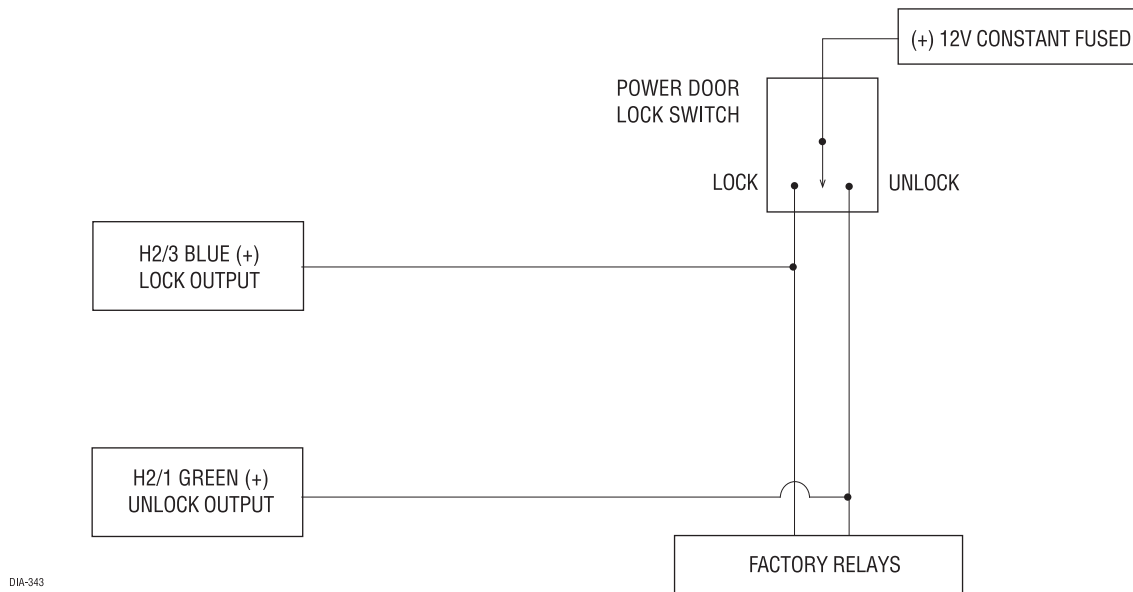 (+) 12V CONSTANT FUSED
POWER DOOR
LOCK SWITCH
LOCK
UNLOCK
H2/3 BLUE (+)
LOCK OUTPUT
H2/1 GREEN (+)
UNLOCK OUTPUT
FACTORY RELAYS
DIA-343